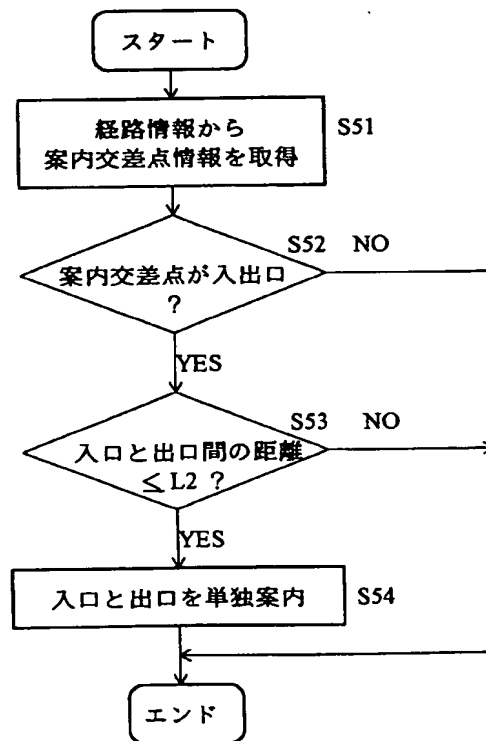 スタート
経路情報から
案内交差点情報を取得
S51
S52 NO
案内交差点が入出口
?
YES
S53 NO
入口と出口間の距離
≤ L2 ?
YES
入口と出口を単独案内
S54
エンド